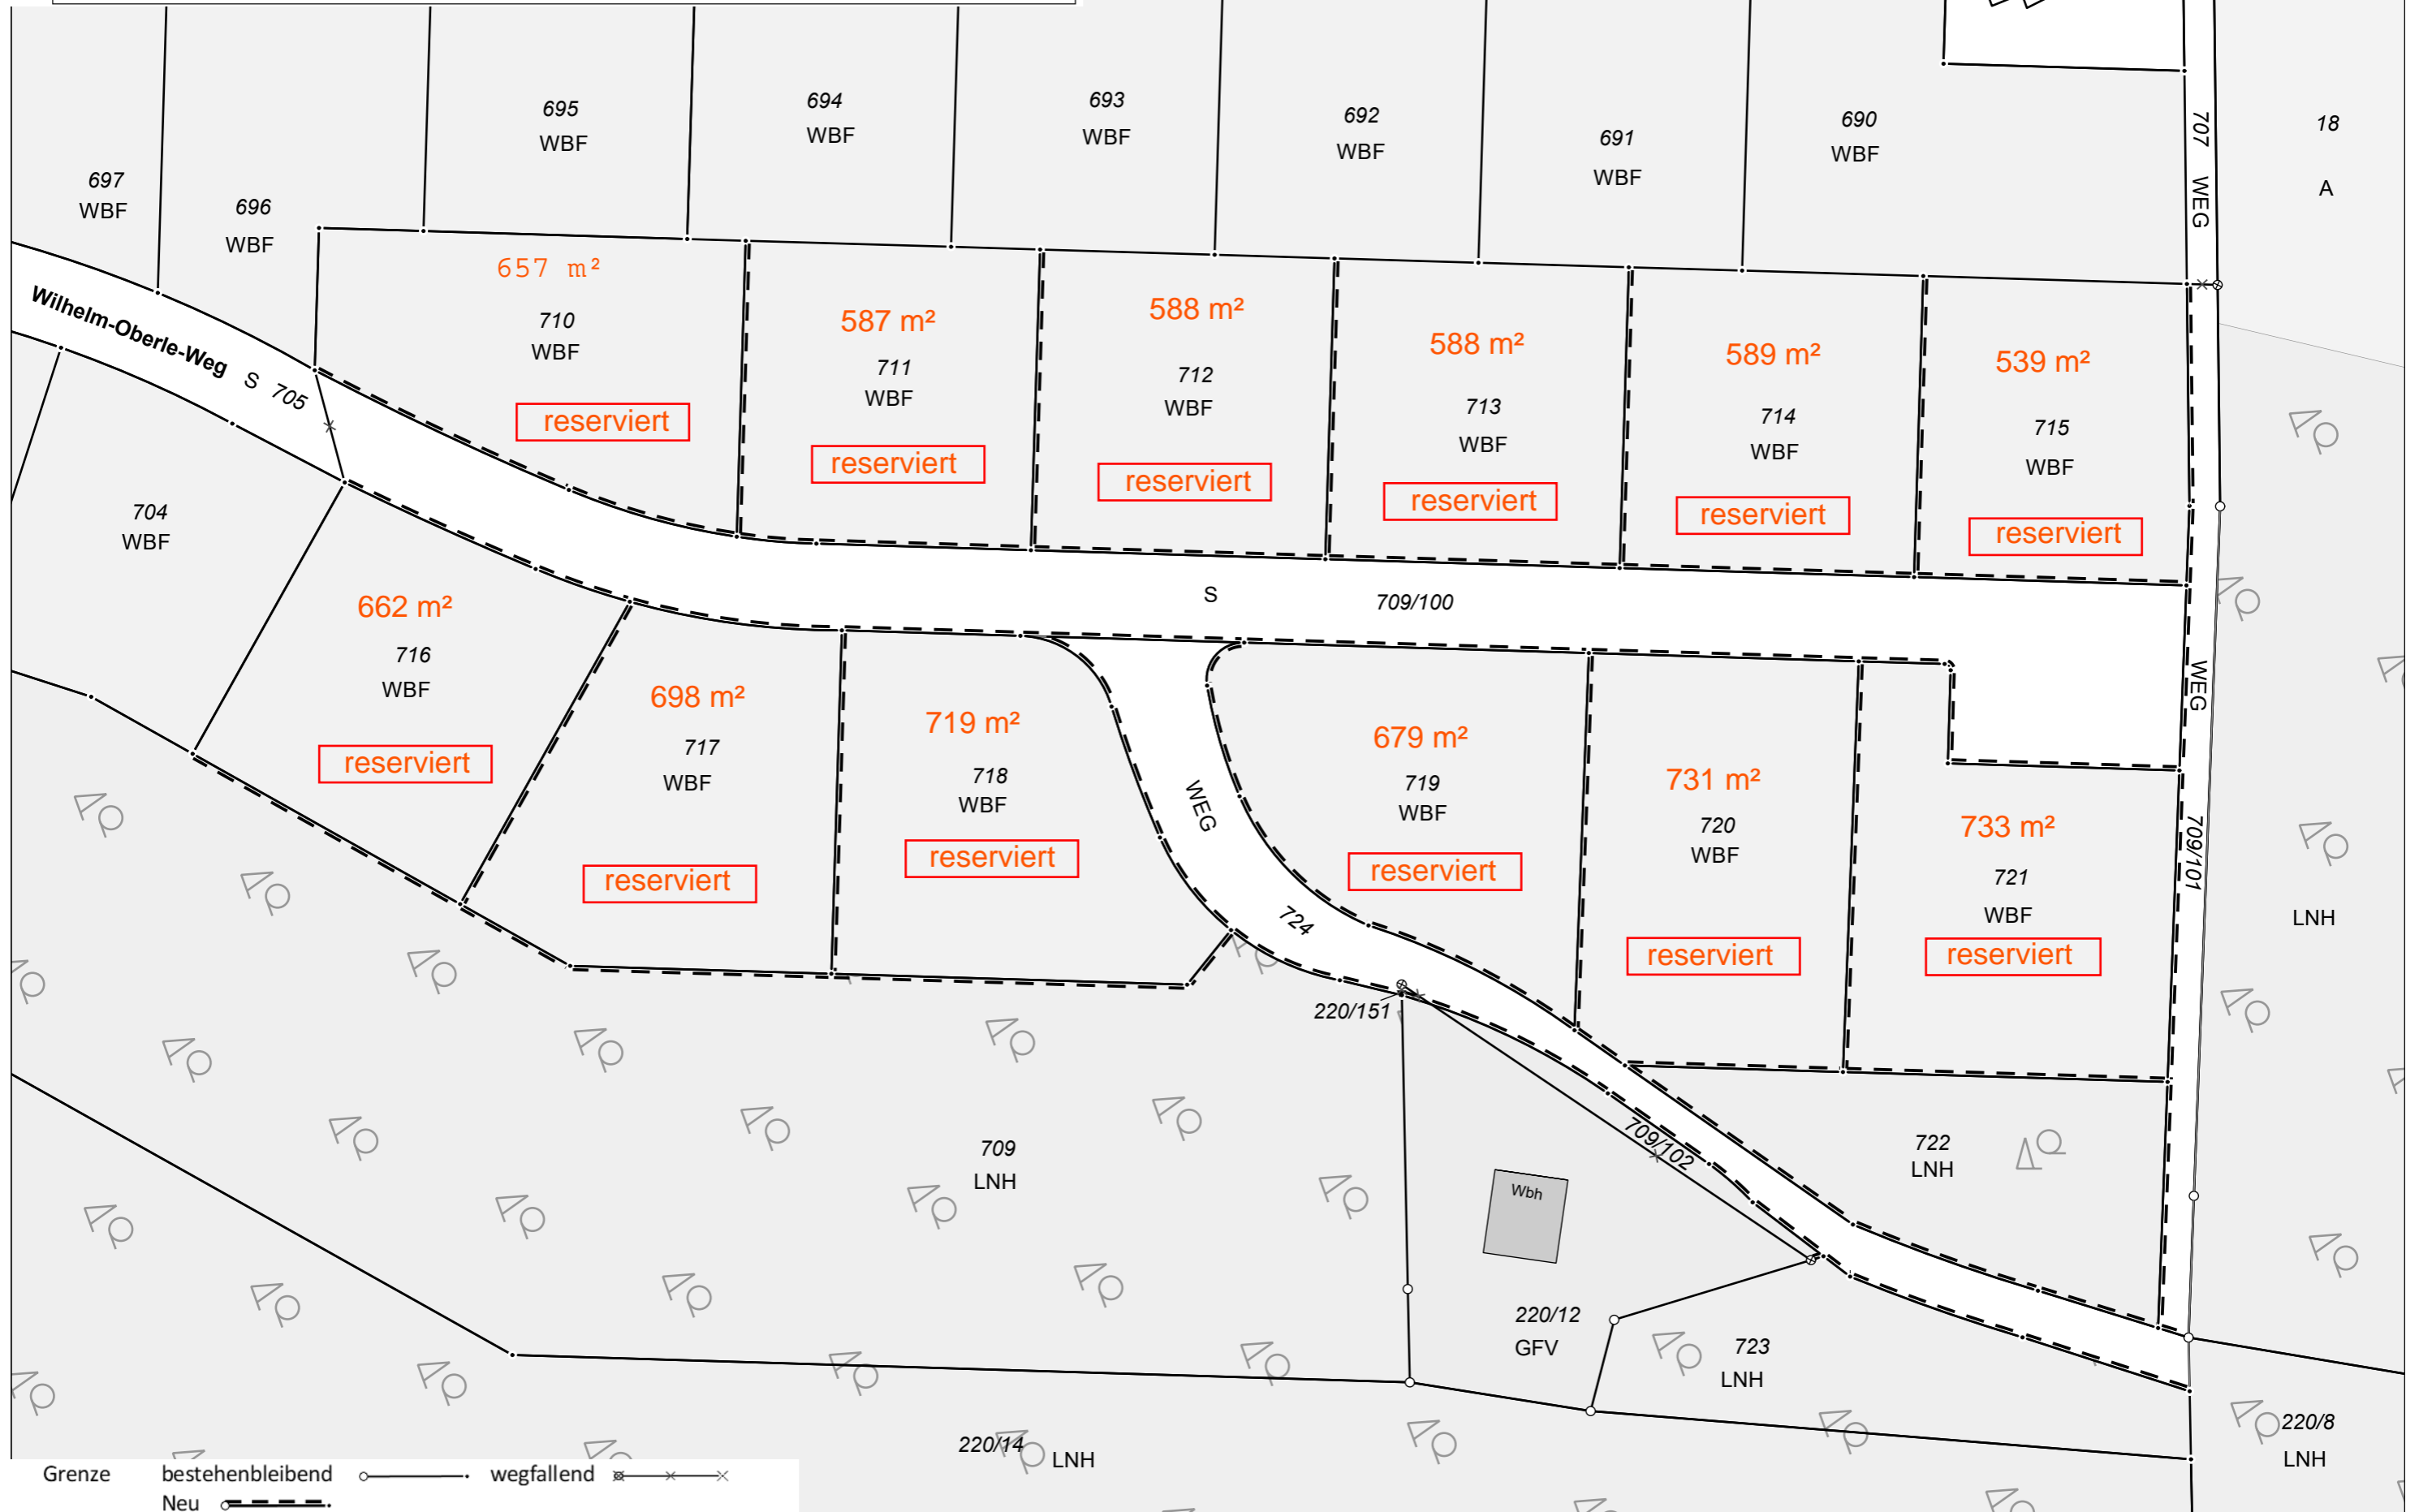 695
WBF
694
WBF
693
WBF
692
WBF
691
WBF
690
WBF
707 WEG
18
A
697
WBF
696
WBF
Wilhelm-Oberle-Weg S 705
657 m²
710
WBF
reserviert
587 m²
711
WBF
reserviert
588 m²
712
WBF
reserviert
588 m²
713
WBF
reserviert
589 m²
714
WBF
reserviert
539 m²
715
WBF
reserviert
704
WBF
S 709/100
662 m²
716
WBF
reserviert
698 m²
717
WBF
reserviert
719 m²
718
WBF
reserviert
WEG
724
679 m²
719
WBF
reserviert
731 m²
720
WBF
reserviert
733 m²
721
WBF
reserviert
WEG
709/101
LNH
220/151
709/102
709
LNH
722
LNH
Wbh
220/12
GFV
723
LNH
220/14 LNH
220/8
LNH
Grenze bestehenbleibend wegfallend
Neu